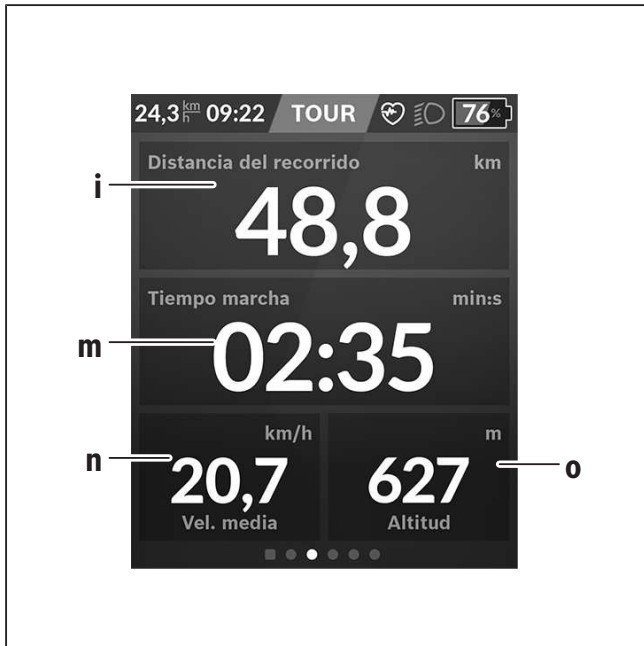 24,3 km/h 09:22 TOUR 76%
Distancia del recorrido km
i
48,8
Tiempo marcha min:s
m
02:35
km/h m
n
20,7 627
o
Vel. media Altitud